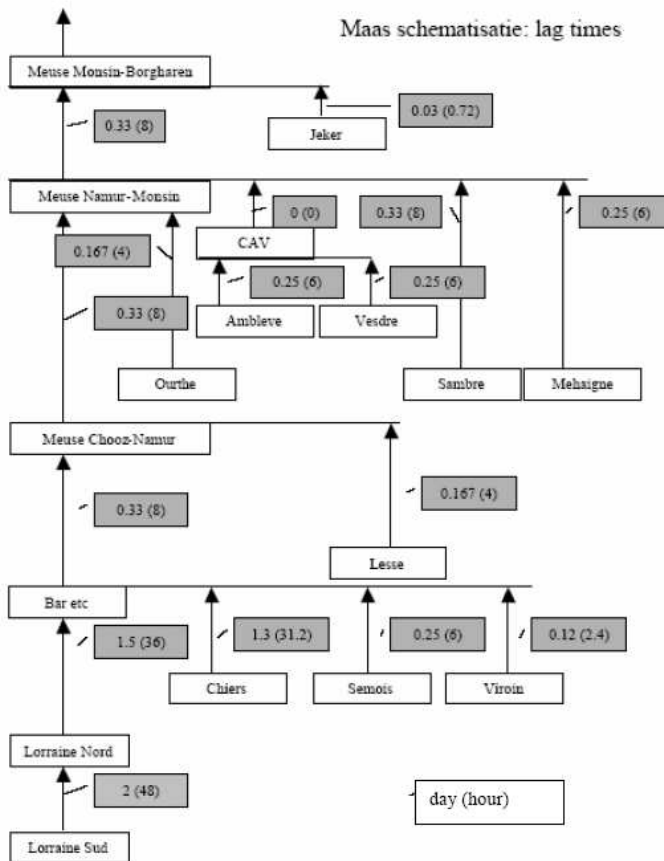 Maas schematisatie: lag times
Meuse Monsin-Borgharen
0.03 (0.72)
0.33 (8)
Jeker
Meuse Namur-Monsin
0 (0)
0.33 (8)
0.25 (6)
CAV
0.167 (4)
0.25 (6)
0.25 (6)
0.33 (8)
Ambleve
Vesdre
Ourthe
Sambre
Mehaigne
Meuse Chooz-Namur
0.167 (4)
0.33 (8)
Lesse
Bar etc
1.5 (36)
1.3 (31.2)
0.25 (6)
0.12 (2.4)
Chiers
Semois
Viroin
Lorraine Nord
2 (48)
day (hour)
Lorraine Sud